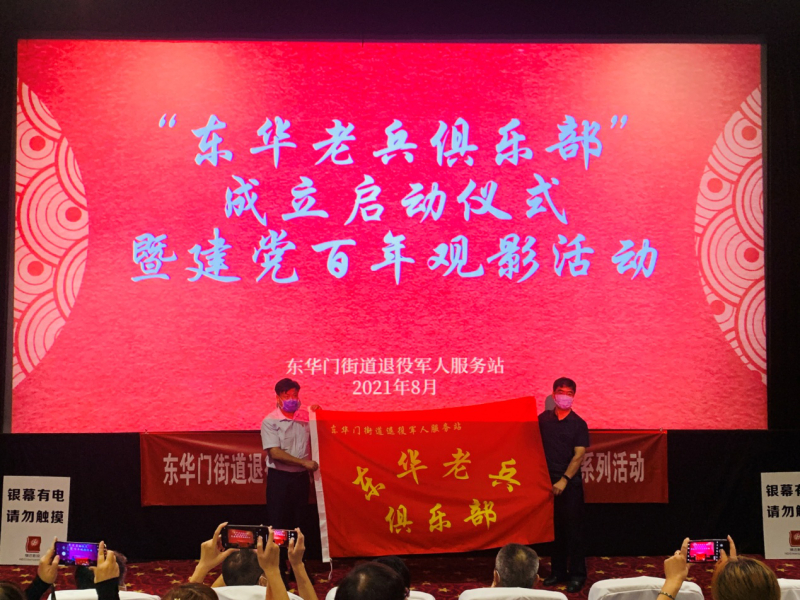 “东华老兵俱乐部”
成立启动仪式
暨建党百年观影活动
东华门街道退役军人服务站
2021年8月
东华门街道退役军人服务站
东华老兵
俱乐部
东华门街道退
系列活动
银幕有电
请勿触摸
银幕有电
请勿触摸